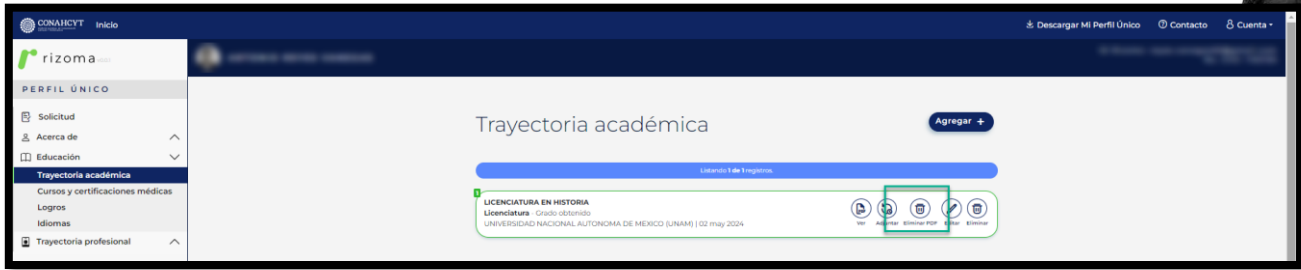 CONAHCYT Inicio
Descargar Mi Perfil Único Contacto Cuenta
rizoma
PERFIL ÚNICO
Solicitud
Acerca de
Educación
Trayectoria académica
Cursos y certificaciones médicas
Logros
Idiomas
Trayectoria profesional
Trayectoria académica
Agregar +
Listando 1 de 1 registros.
1
LICENCIATURA EN HISTORIA
Licenciatura - Grado obtenido
UNIVERSIDAD NACIONAL AUTONOMA DE MEXICO (UNAM) | 02 may 2024
Ver Adjuntar Eliminar PDF Editar Eliminar